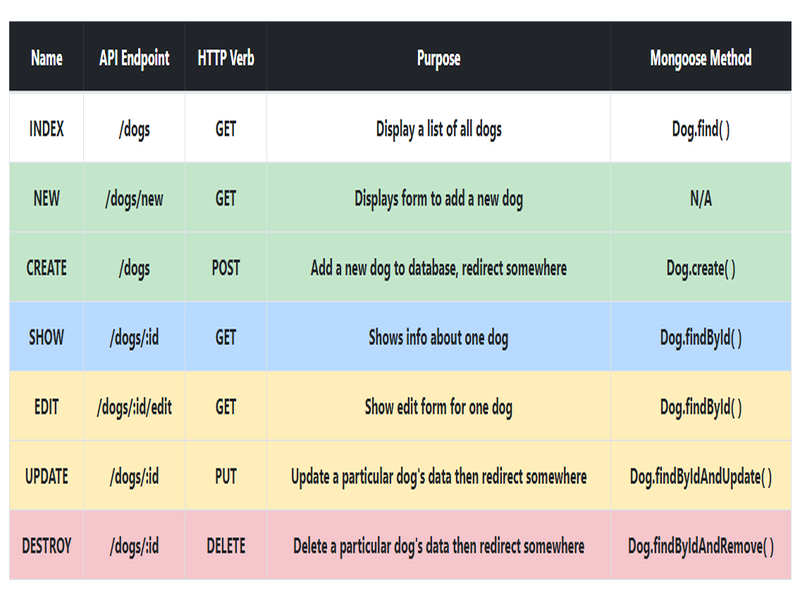 Name API Endpoint HTTP Verb Purpose Mongoose Method
INDEX /dogs GET Display a list of all dogs Dog.find( )
NEW /dogs/new GET Displays form to add a new dog N/A
CREATE /dogs POST Add a new dog to database, redirect somewhere Dog.create( )
SHOW /dogs/:id GET Shows info about one dog Dog.findById( )
EDIT /dogs/:id/edit GET Show edit form for one dog Dog.findById( )
UPDATE /dogs/:id PUT Update a particular dog's data then redirect somewhere Dog.findByIdAndUpdate( )
DESTROY /dogs/:id DELETE Delete a particular dog's data then redirect somewhere Dog.findByIdAndRemove( )